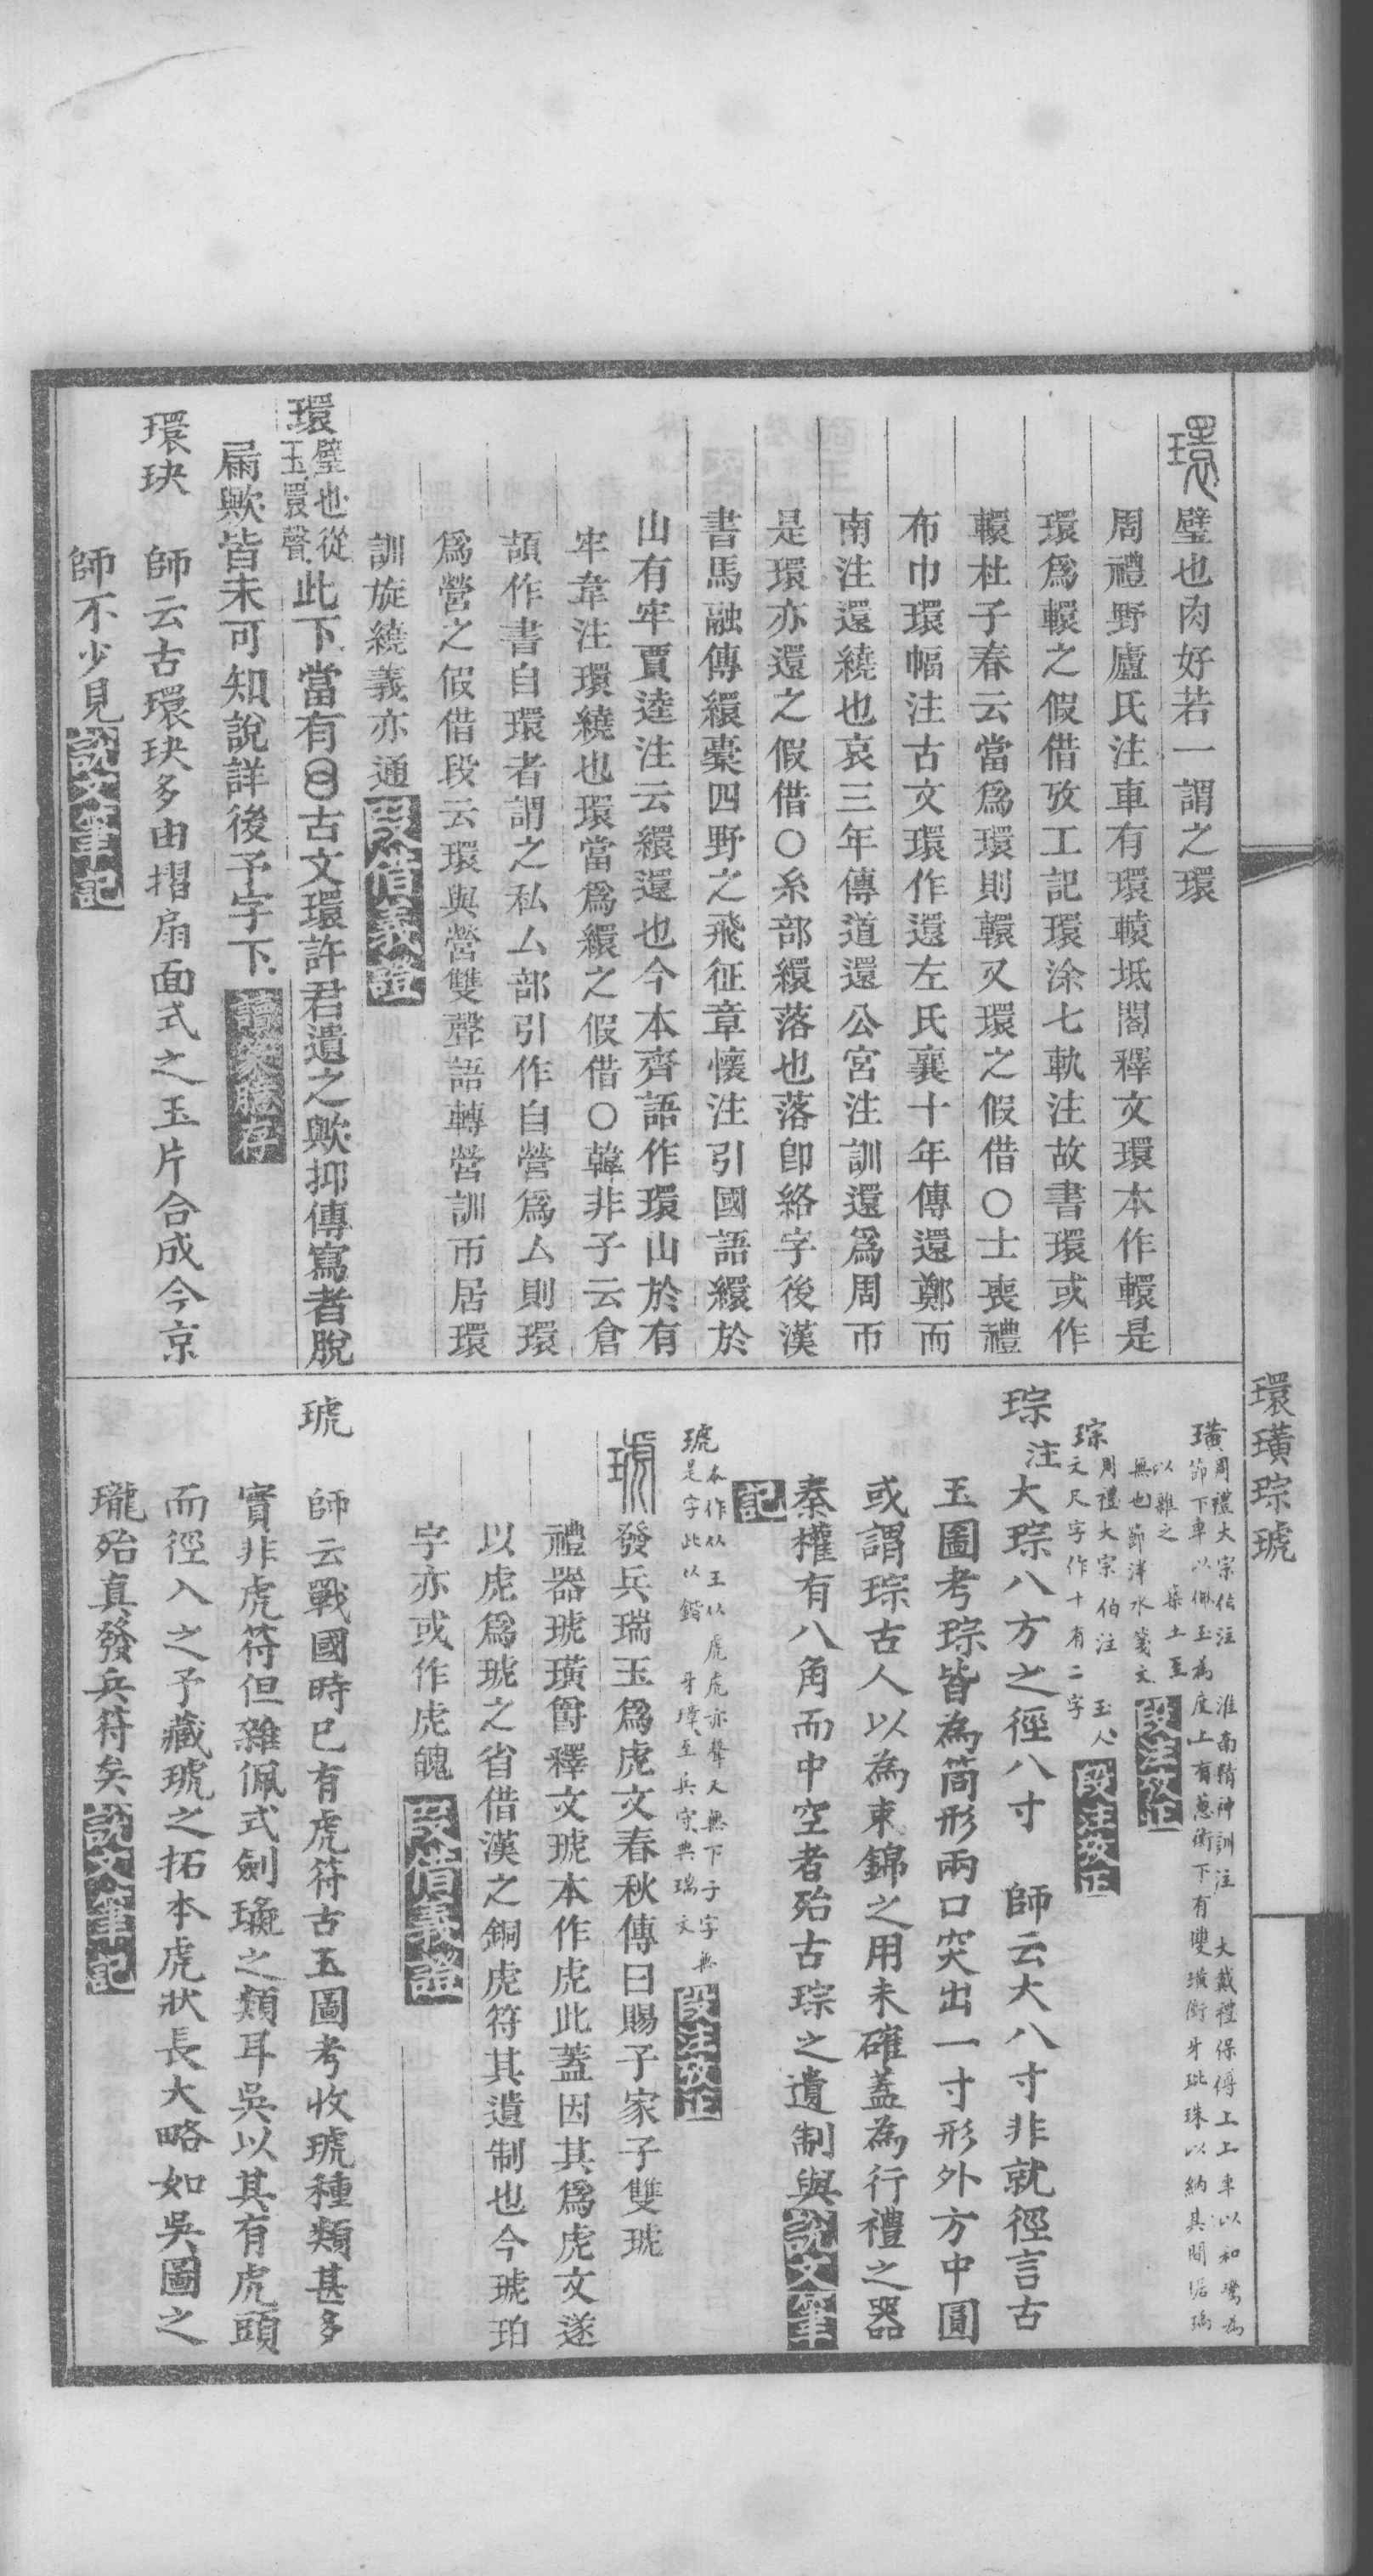 環璜琮琥
環璧也肉好若一謂之環
周禮野廬氏注車有環轅坻閣釋文環本作轘是
環爲轘之假借攷工記環涂七軌注故書環或作
轘杜子春云當爲環則轘又環之假借○士喪禮
布巾環幅注古文環作還左氏襄十年傳還鄭而
南注還繞也哀三年傳道還公宮注訓還爲周帀
是環亦還之假借○糸部繯落也落卽絡字後漢
書馬融傳繯橐四野之飛征章懷注引國語繯於
山有牢賈逵注云繯還也今本齊語作環山於有
牢韋注環繞也環當爲繯之假借○韓非子云倉
頡作書自環者謂之私厶部引作自營爲厶則環
爲營之假借段云環與營雙聲語轉營訓帀居環
訓旋繞義亦通叚借義證
環璧也從玉瞏聲此下當有◎古文環許君遺之歟抑傳寫者脫
扇歟皆未可知說詳後予字下讀𥳑臆存
環玦 師云古環玦多由摺扇面式之玉片合成今京
師不少見說文筆記
璜周禮大宗伯注 淮南精神訓注 大戴禮保傅上上車以和鸞爲
節下車以佩玉為度上有蔥衡下有雙璜衝牙玭珠以納其間琚瑀
以雜之 築土至
無也 節泮水箋文段注攷正
琮周禮大宗伯注 玉人
文尺字作十有二字段注攷正
琮注大琮八方之徑八寸 師云大八寸非就徑言古
玉圖考琮皆為筒形兩口突出一寸形外方中圓
或謂琮古人以為束錦之用未確蓋為行禮之器
秦權有八角而中空者殆古琮之遺制與說文筆
記
琥本作从王从虎虎亦聲又無下子字無
是字此以鍇 牙璋至兵守典瑞文段注攷正
琥發兵瑞玉爲虎文春秋傳曰賜子家子雙琥
禮器琥璜爵釋文琥本作虎此蓋因其爲虎文遂
以虎爲琥之省借漢之銅虎符其遺制也今琥珀
字亦或作虎魄叚借義證
琥 師云戰國時已有虎符古玉圖考收琥種類甚多
實非虎符但雜佩式劍璏之類耳吳以其有虎頭
而徑入之予藏琥之拓本虎狀長大略如吳圖之
瓏殆真發兵符矣說文筆記